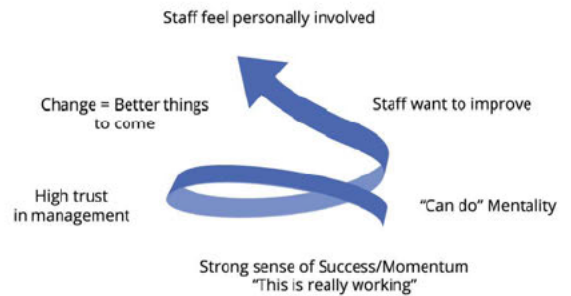 Staff feel personally involved
Change = Better things
to come
Staff want to improve
High trust
in management
“Can do” Mentality
Strong sense of Success/Momentum
“This is really working”